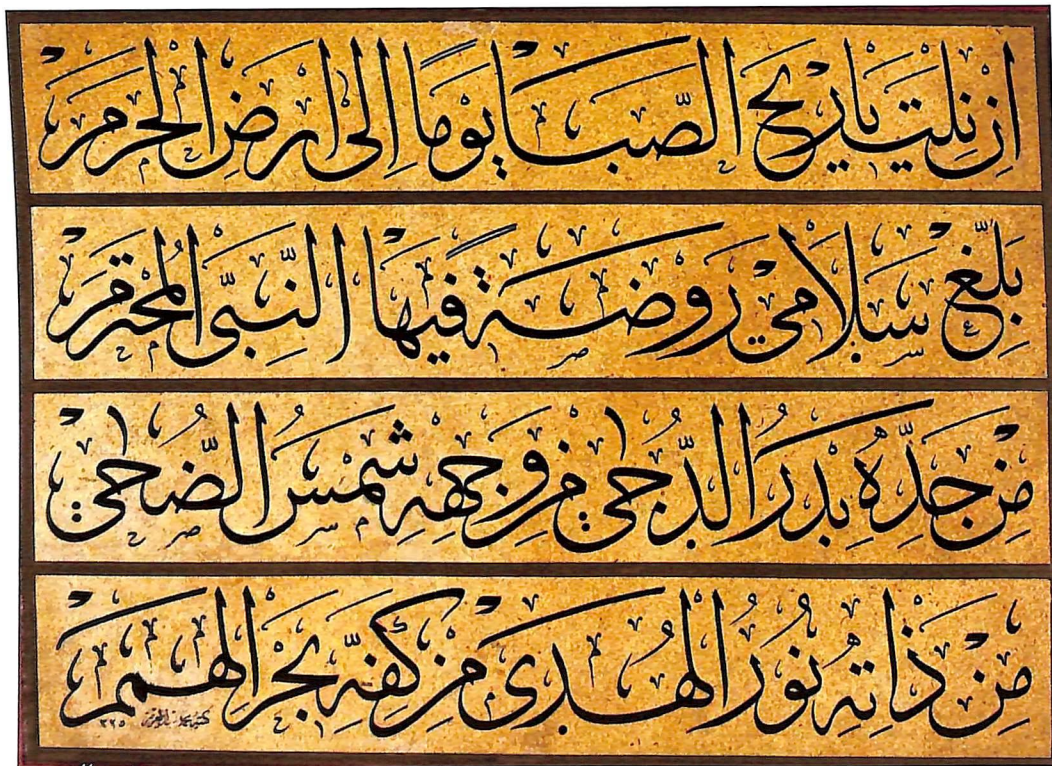 ان نلت يا ريح الصبا يوماً الى ارض الحرم
بلغ سلامي روضة فيها النبي المحترم
من خده بدر الدجى من وجهه شمس الضحى
من ذاته نور الهدى من كفه بحر الهمم